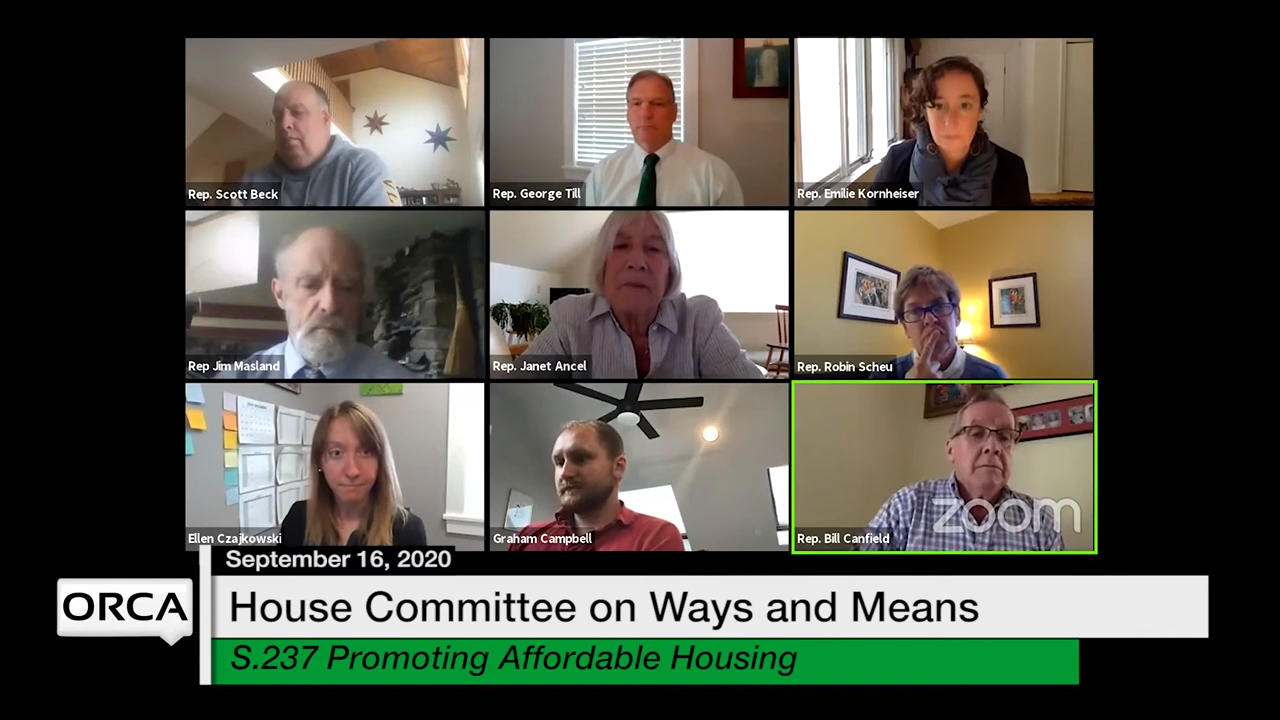 Rep. Scott Beck
Rep. George Till
Rep. Emilie Kornheiser
Rep Jim Masland
Rep. Janet Ancel
Rep. Robin Scheu
Ellen Czajkowski
Graham Campbell
Rep. Bill Canfield
zoom
September 16, 2020
ORCA
House Committee on Ways and Means
S.237 Promoting Affordable Housing